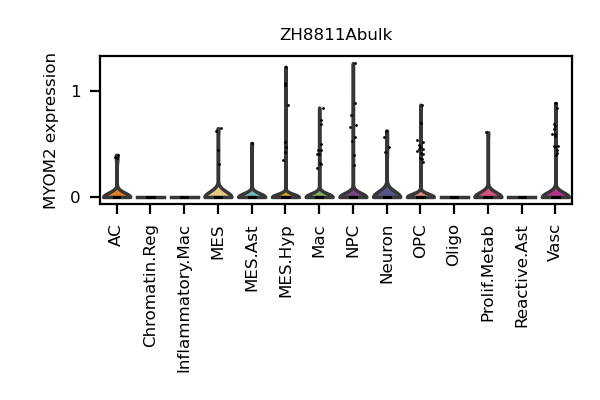 ZH8811Abulk
MYOM2 expression
1
0
AC
Chromatin.Reg
Inflammatory.Mac
MES
MES.Ast
MES.Hyp
Mac
NPC
Neuron
OPC
Oligo
Prolif.Metab
Reactive.Ast
Vasc